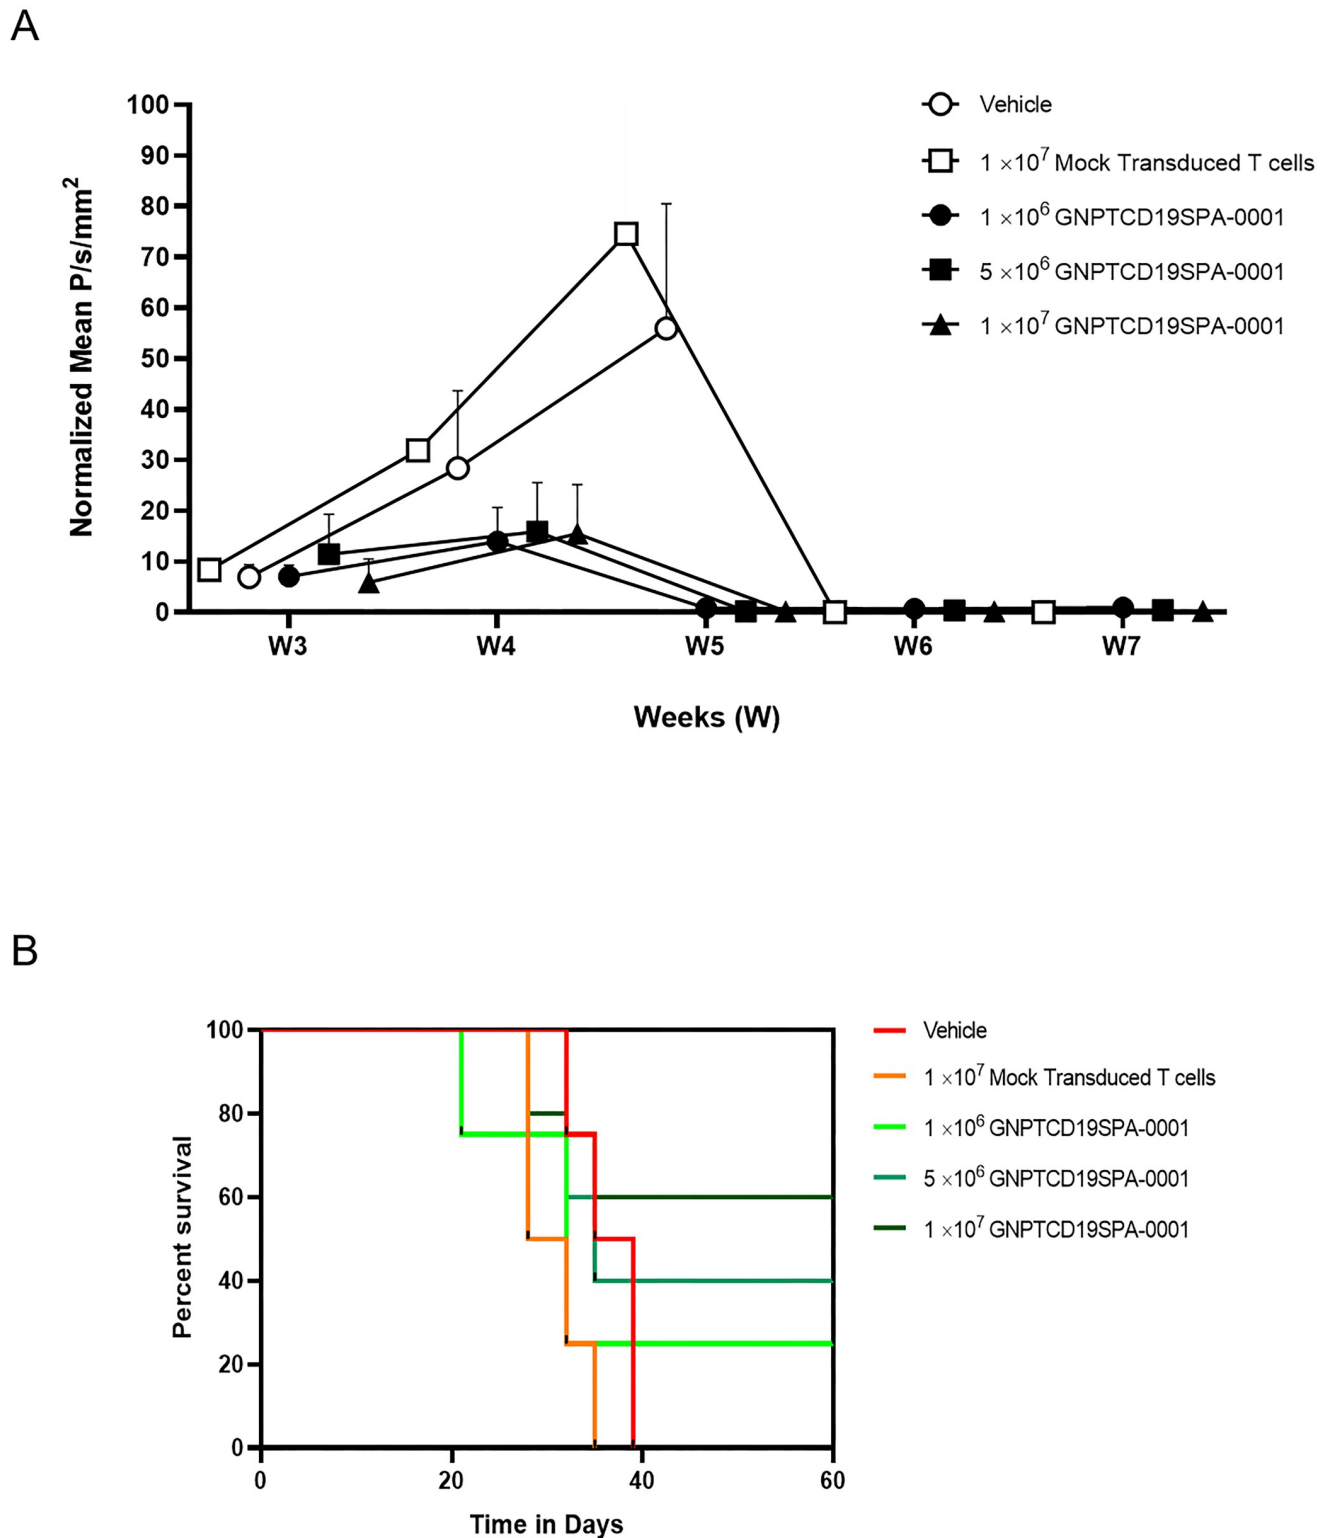 A
100
90
80
70
60
50
40
30
20
10
0
Normalized Mean P/s/mm²
W3 W4 W5 W6 W7
Weeks (W)
Vehicle
1 ×10⁷ Mock Transduced T cells
1 ×10⁶ GNPTCD19SPA-0001
5 ×10⁶ GNPTCD19SPA-0001
1 ×10⁷ GNPTCD19SPA-0001
B
100
80
60
40
20
0
Percent survival
0 20 40 60
Time in Days
Vehicle
1 ×10⁷ Mock Transduced T cells
1 ×10⁶ GNPTCD19SPA-0001
5 ×10⁶ GNPTCD19SPA-0001
1 ×10⁷ GNPTCD19SPA-0001